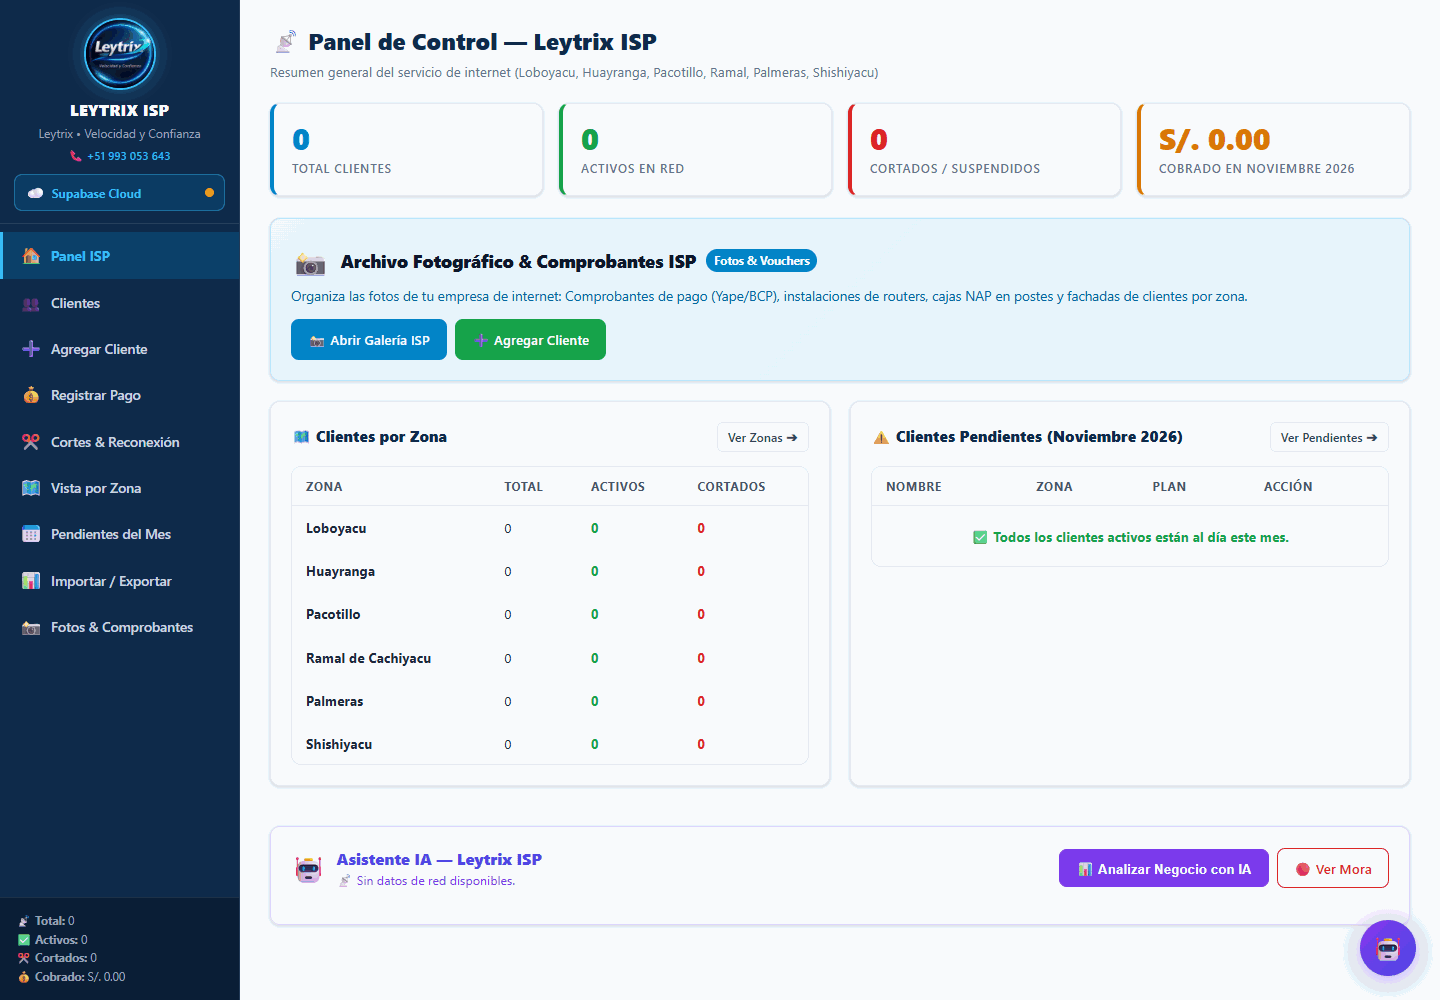 Leytrix
Velocidad y Confianza
LEYTRIX ISP
Leytrix • Velocidad y Confianza
+51 993 053 643
Supabase Cloud
Panel ISP
Clientes
Agregar Cliente
Registrar Pago
Cortes & Reconexión
Vista por Zona
Pendientes del Mes
Importar / Exportar
Fotos & Comprobantes
Total: 0
Activos: 0
Cortados: 0
Cobrado: S/. 0.00
Panel de Control — Leytrix ISP
Resumen general del servicio de internet (Loboyacu, Huayranga, Pacotillo, Ramal, Palmeras, Shishiyacu)
0
TOTAL CLIENTES
0
ACTIVOS EN RED
0
CORTADOS / SUSPENDIDOS
S/. 0.00
COBRADO EN NOVIEMBRE 2026
Archivo Fotográfico & Comprobantes ISP Fotos & Vouchers
Organiza las fotos de tu empresa de internet: Comprobantes de pago (Yape/BCP), instalaciones de routers, cajas NAP en postes y fachadas de clientes por zona.
Abrir Galería ISP Agregar Cliente
Clientes por Zona Ver Zonas ➔
ZONA TOTAL ACTIVOS CORTADOS
Loboyacu 0 0 0
Huayranga 0 0 0
Pacotillo 0 0 0
Ramal de Cachiyacu 0 0 0
Palmeras 0 0 0
Shishiyacu 0 0 0
Clientes Pendientes (Noviembre 2026) Ver Pendientes ➔
NOMBRE ZONA PLAN ACCIÓN
Todos los clientes activos están al día este mes.
Asistente IA — Leytrix ISP
Sin datos de red disponibles.
Analizar Negocio con IA Ver Mora